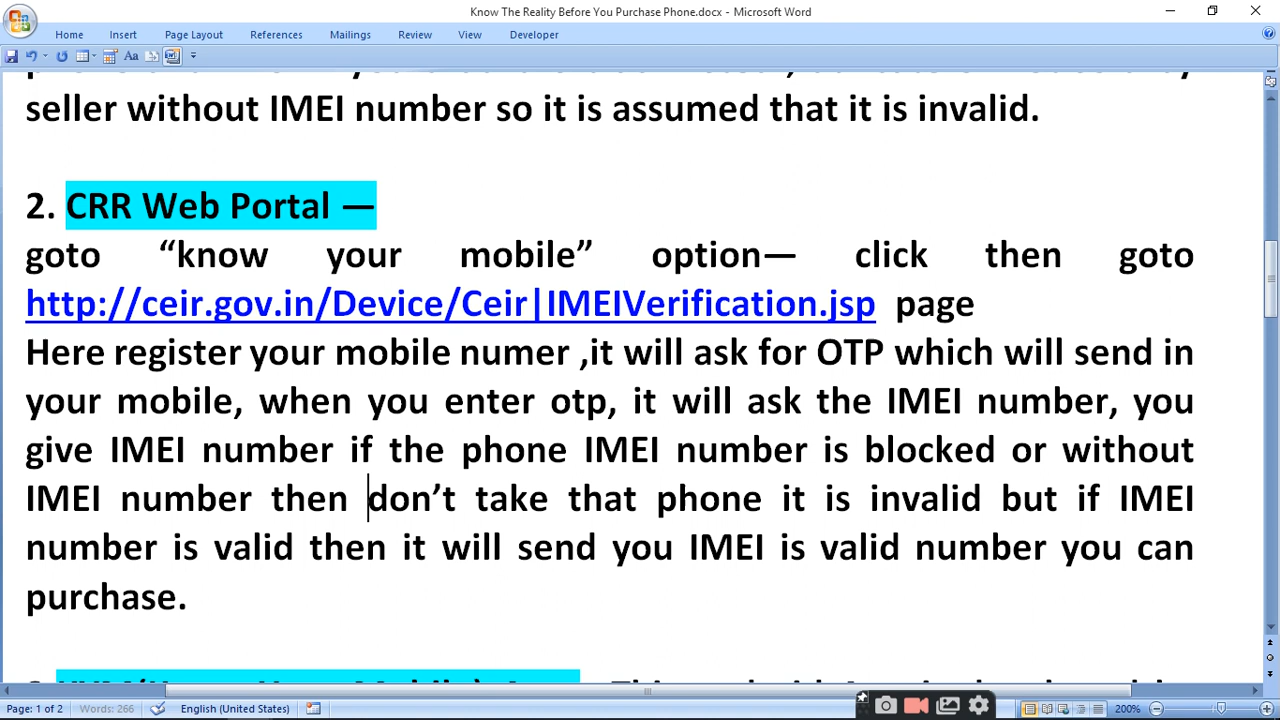 Know The Reality Before You Purchase Phone.docx - Microsoft Word
Home Insert Page Layout References Mailings Review View Developer
seller without IMEI number so it is assumed that it is invalid.
2. CRR Web Portal —
goto “know your mobile” option— click then goto
http://ceir.gov.in/Device/Ceir|IMEIVerification.jsp page
Here register your mobile numer ,it will ask for OTP which will send in
your mobile, when you enter otp, it will ask the IMEI number, you
give IMEI number if the phone IMEI number is blocked or without
IMEI number then don’t take that phone it is invalid but if IMEI
number is valid then it will send you IMEI is valid number you can
purchase.
Page: 1 of 2 Words: 266 English (United States) 200%